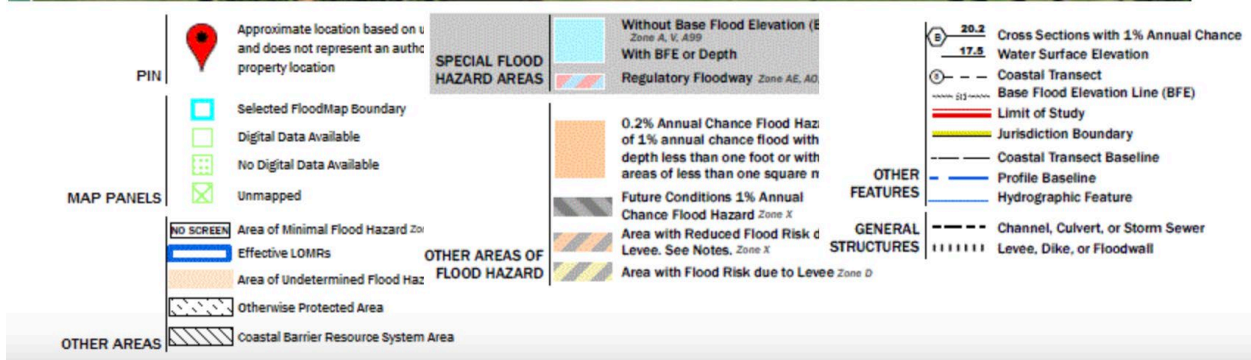 PIN
Approximate location based on u
and does not represent an autho
property location
MAP PANELS
Selected FloodMap Boundary
Digital Data Available
No Digital Data Available
Unmapped
OTHER AREAS
NO SCREEN Area of Minimal Flood Hazard Zo
Effective LOMRs
Area of Undetermined Flood Haz
Otherwise Protected Area
Coastal Barrier Resource System Area
SPECIAL FLOOD
HAZARD AREAS
Without Base Flood Elevation (B
Zone A, V, A99
With BFE or Depth
Regulatory Floodway Zone AE, AO,
OTHER AREAS OF
FLOOD HAZARD
0.2% Annual Chance Flood Haz
of 1% annual chance flood with
depth less than one foot or with
areas of less than one square m
Future Conditions 1% Annual
Chance Flood Hazard Zone X
Area with Reduced Flood Risk d
Levee. See Notes. Zone X
Area with Flood Risk due to Levee Zone D
OTHER
FEATURES
B 20.2 Cross Sections with 1% Annual Chance
17.5 Water Surface Elevation
8 Coastal Transect
513 Base Flood Elevation Line (BFE)
Limit of Study
Jurisdiction Boundary
Coastal Transect Baseline
Profile Baseline
Hydrographic Feature
GENERAL
STRUCTURES
Channel, Culvert, or Storm Sewer
Levee, Dike, or Floodwall